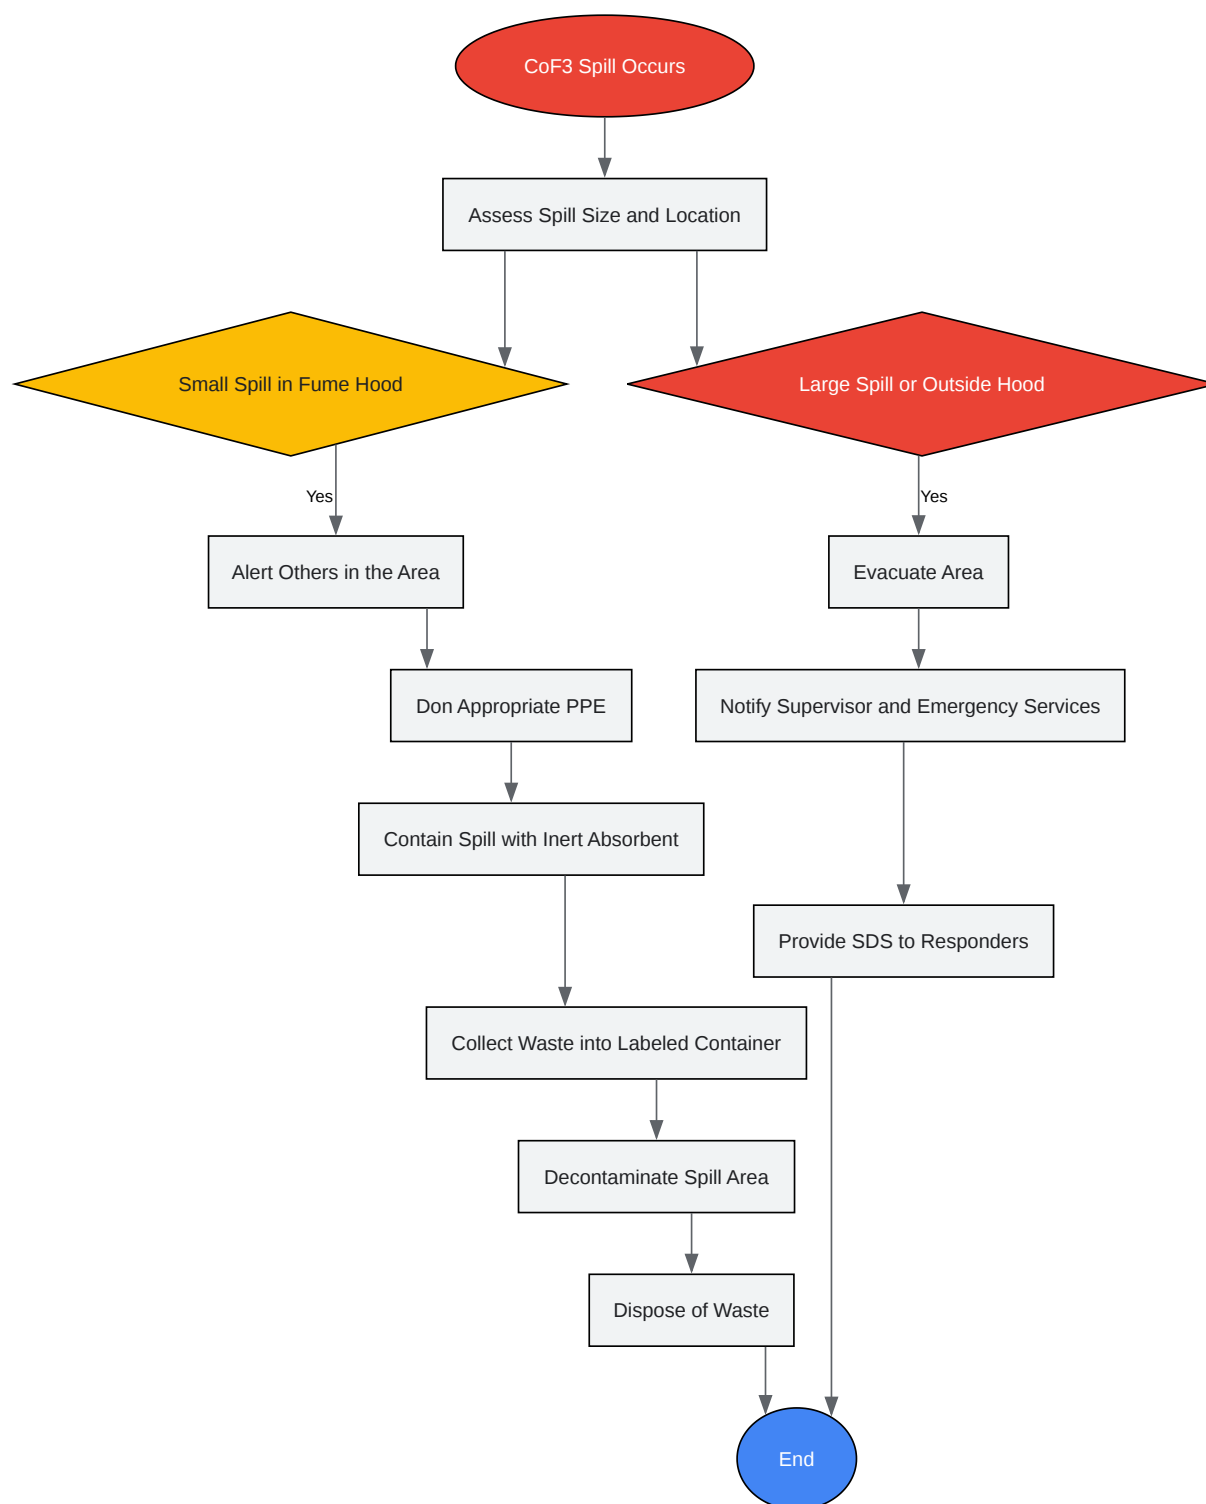 CoF3 Spill Occurs
Assess Spill Size and Location
Small Spill in Fume Hood
Large Spill or Outside Hood
Yes
Yes
Alert Others in the Area
Evacuate Area
Don Appropriate PPE
Notify Supervisor and Emergency Services
Contain Spill with Inert Absorbent
Provide SDS to Responders
Collect Waste into Labeled Container
Decontaminate Spill Area
Dispose of Waste
End